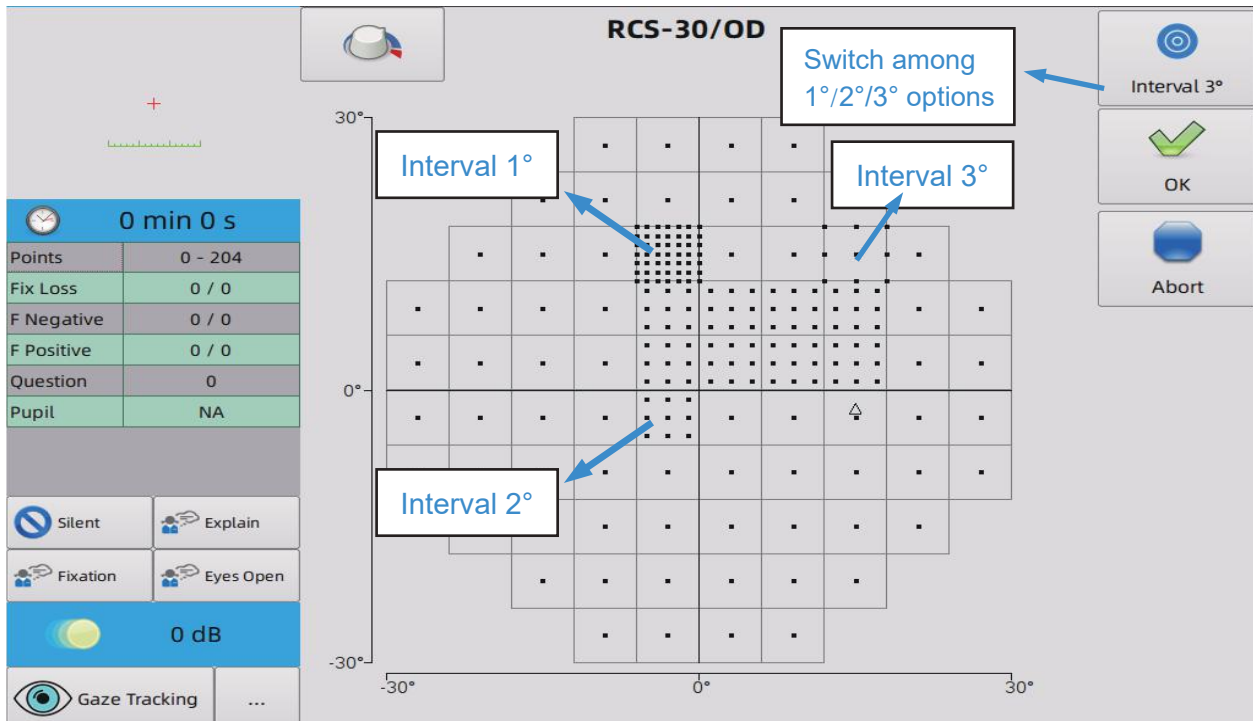 RCS-30/OD
Switch among
1°/2°/3° options
Interval 3°
OK
Abort
30°
Interval 1°
Interval 3°
0°
Interval 2°
-30°
-30°
0°
30°
0 min 0 s
Points 0 - 204
Fix Loss 0 / 0
F Negative 0 / 0
F Positive 0 / 0
Question 0
Pupil NA
Silent Explain
Fixation Eyes Open
0 dB
Gaze Tracking ...